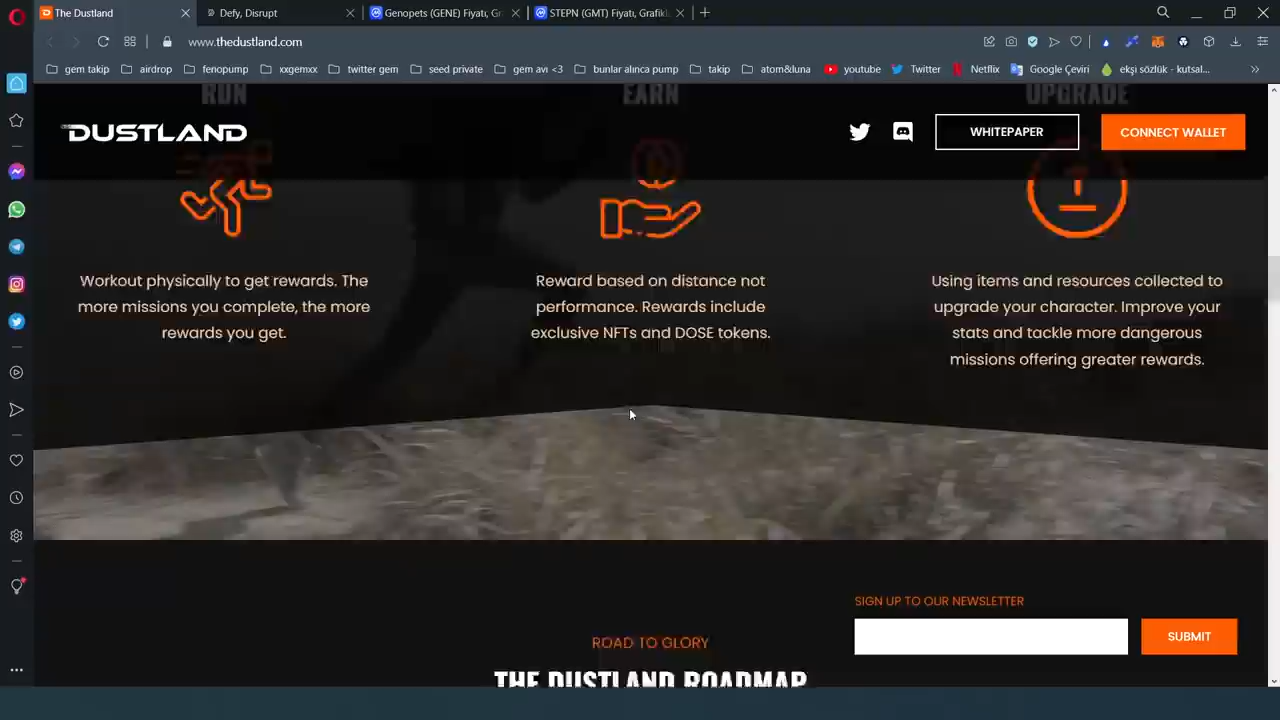 The Dustland
Defy, Disrupt
Genopets (GENE) Fiyatı, Gr
STEPN (GMT) Fiyatı, Grafikl
www.thedustland.com
gem takip
airdrop
fenopump
xxgemxx
twitter gem
seed private
gem avı <3
bunlar alınca pump
takip
atom&luna
youtube
Twitter
Netflix
Google Çeviri
ekşi sözlük - kutsal...
RUN
EARN
UPGRADE
DUSTLAND
WHITEPAPER
CONNECT WALLET
Workout physically to get rewards. The
more missions you complete, the more
rewards you get.
Reward based on distance not
performance. Rewards include
exclusive NFTs and DOSE tokens.
Using items and resources collected to
upgrade your character. Improve your
stats and tackle more dangerous
missions offering greater rewards.
SIGN UP TO OUR NEWSLETTER
SUBMIT
ROAD TO GLORY
THE DUSTLAND ROADMAP